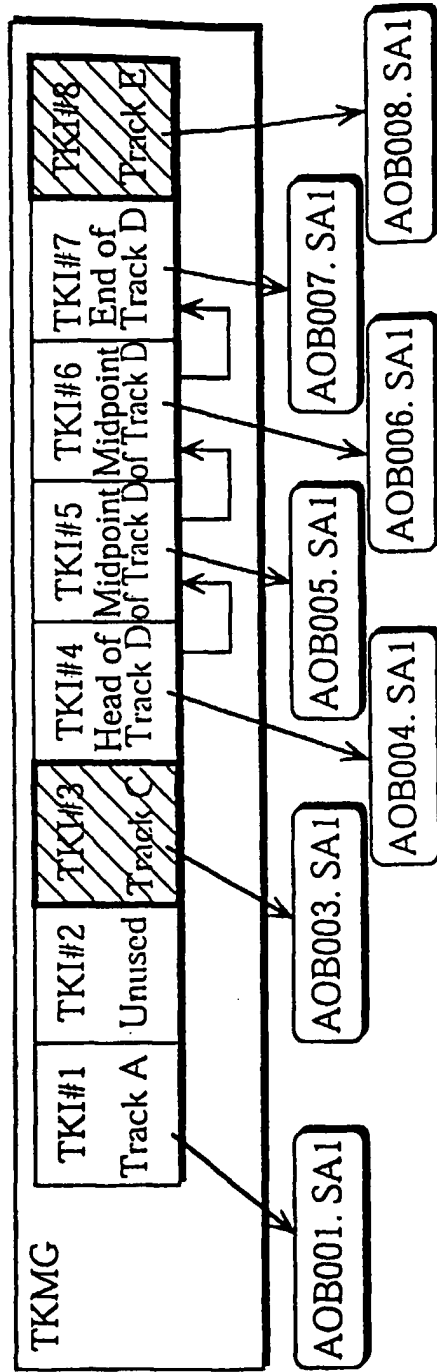 TKMG
TKI#1
Track A
TKI#2
Unused
TKI#3
Track C
TKI#4
Head of
Track D
TKI#5
Midpoint
of Track D
TKI#6
Midpoint
of Track D
TKI#7
End of
Track D
TKI#8
Track E
AOB001. SA1
AOB003. SA1
AOB004. SA1
AOB005. SA1
AOB006. SA1
AOB007. SA1
AOB008. SA1